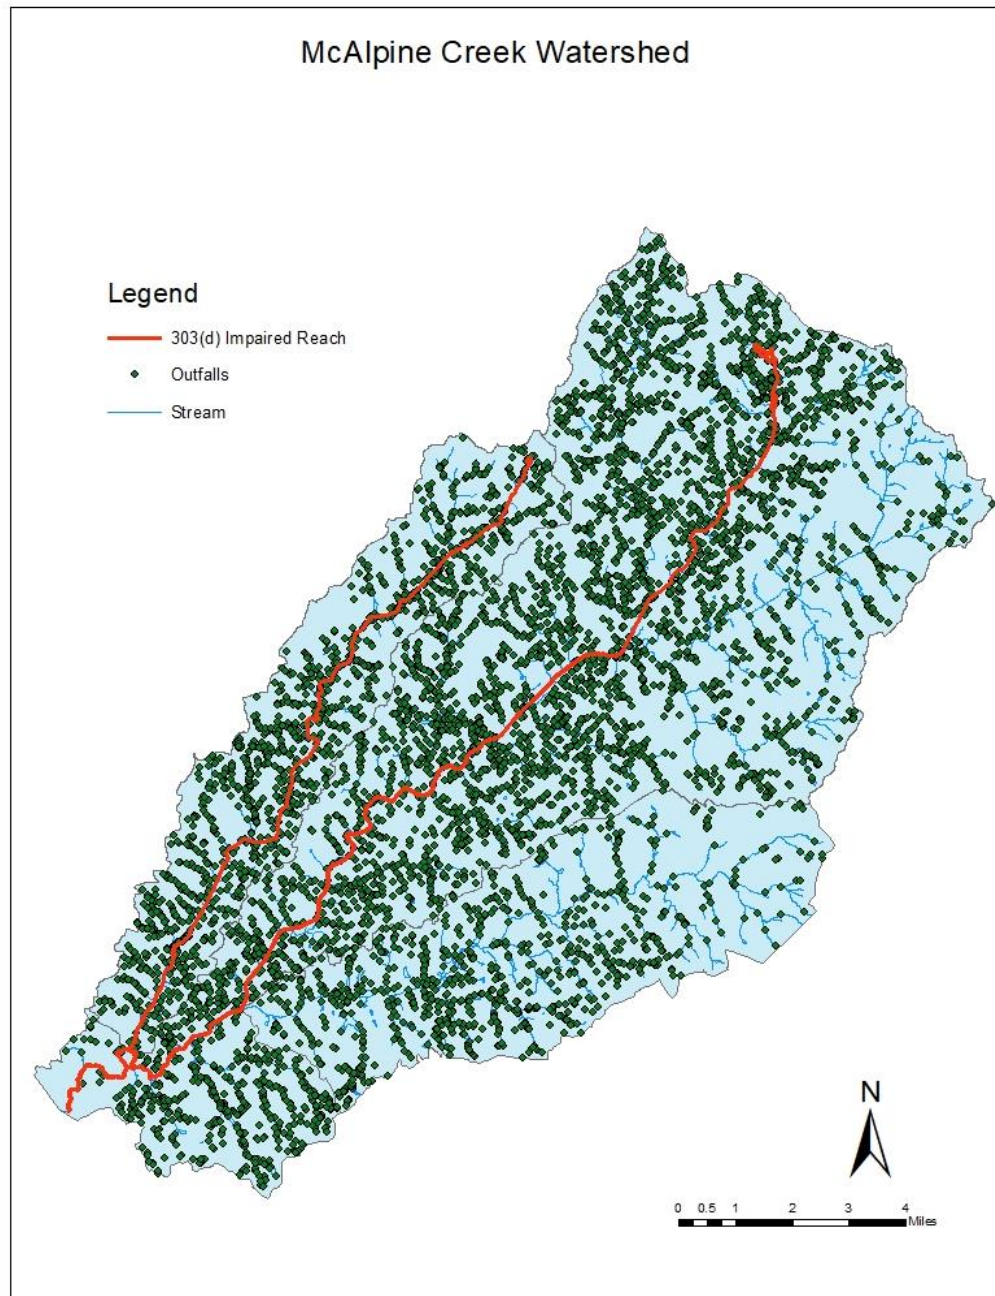 McAlpine Creek Watershed
Legend
303(d) Impaired Reach
Outfalls
Stream
N
0 0.5 1 2 3 4
Miles